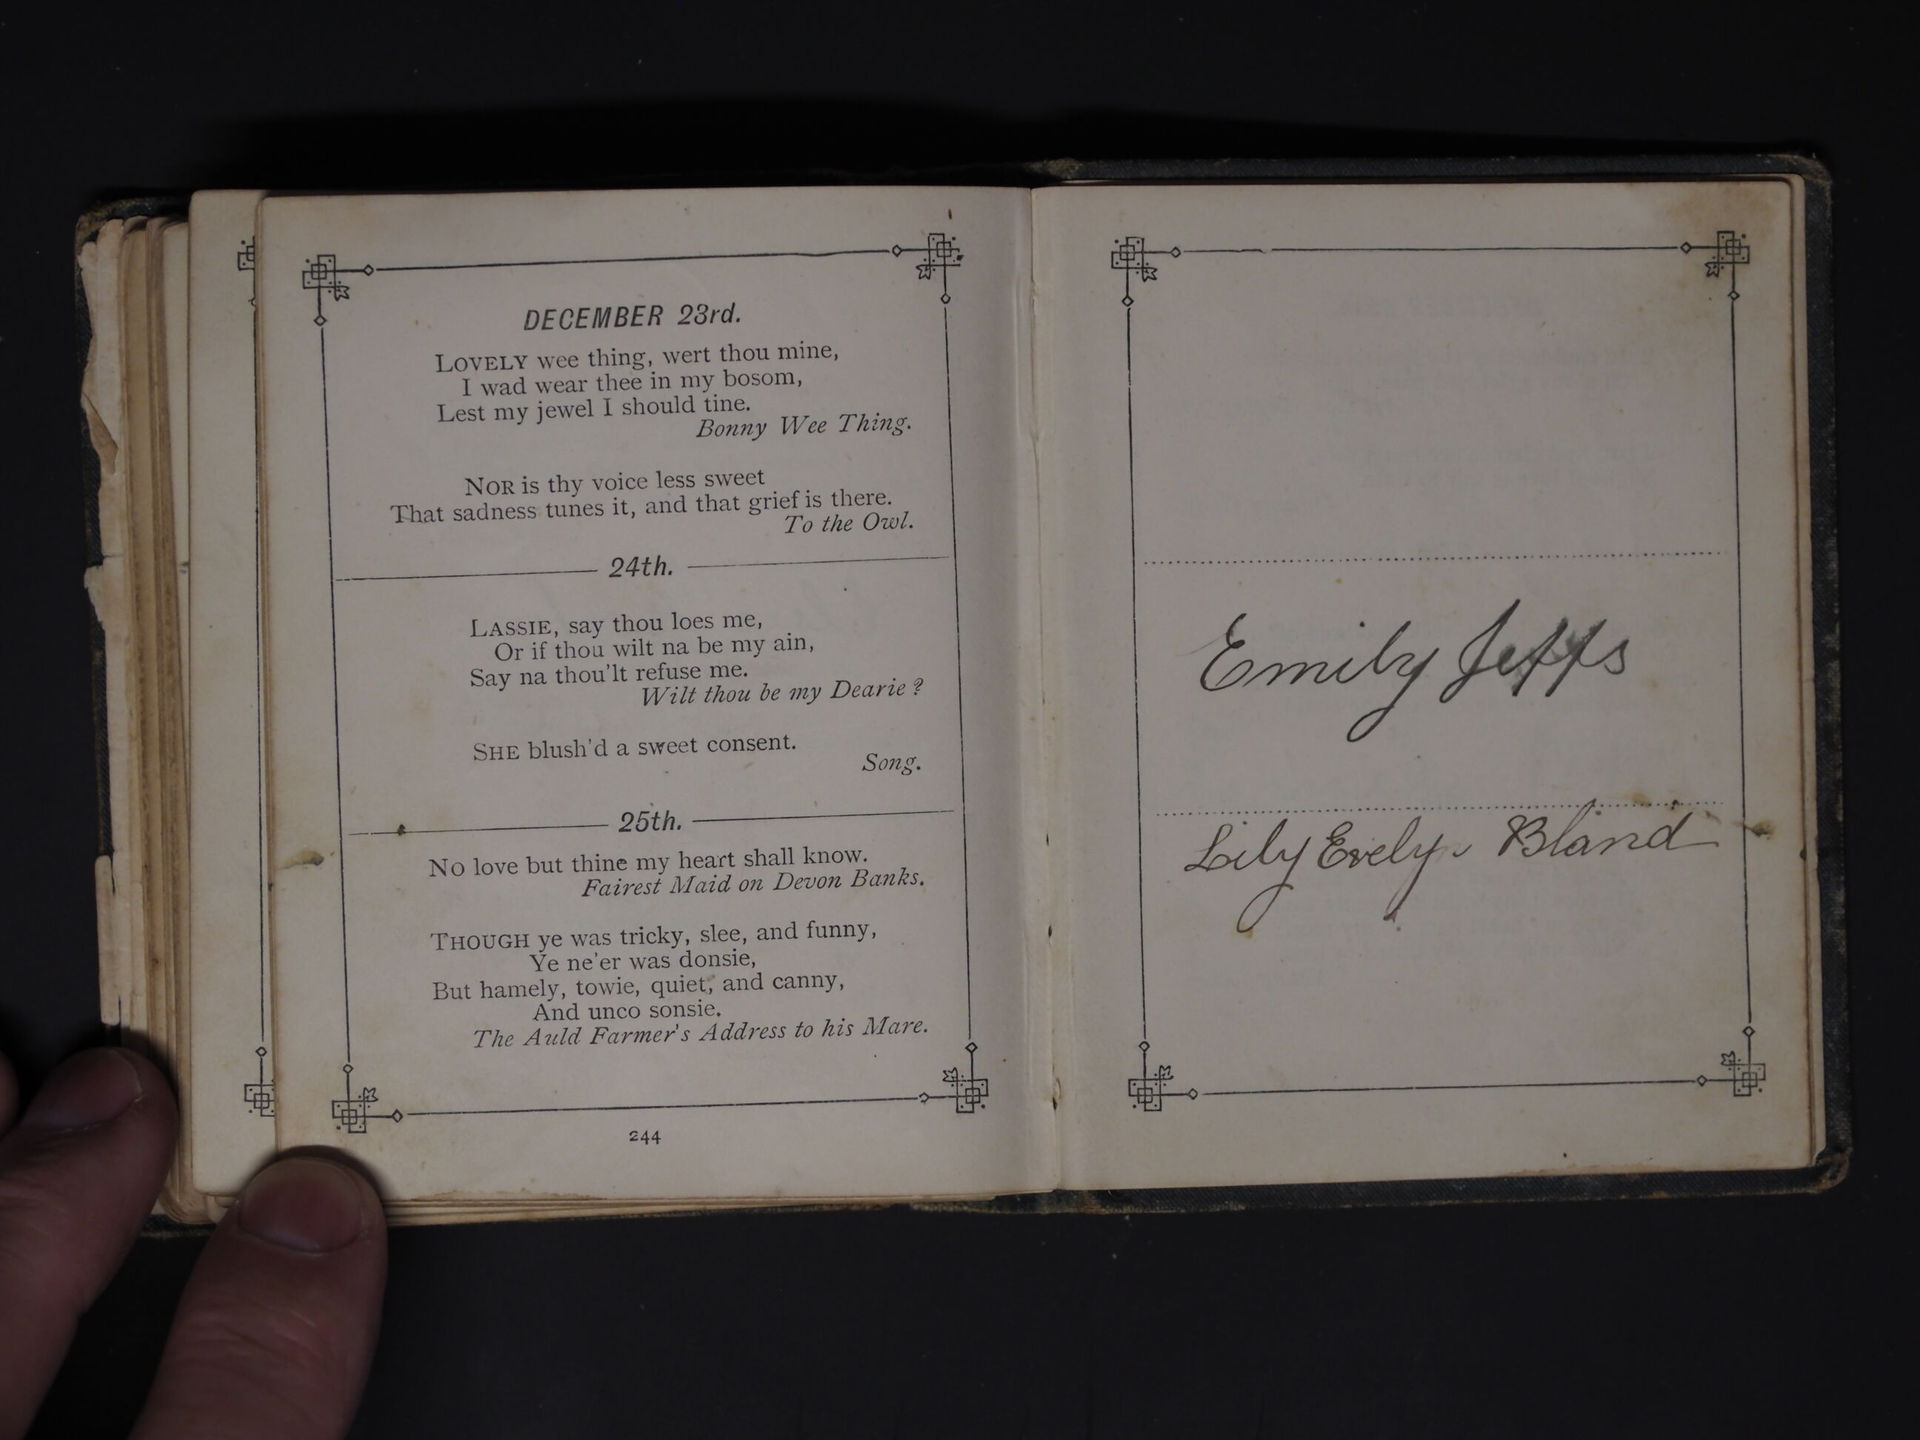 DECEMBER 23rd.
LOVELY wee thing, wert thou mine,
I wad wear thee in my bosom,
Lest my jewel I should tine.
Bonny Wee Thing.
NOR is thy voice less sweet
That sadness tunes it, and that grief is there.
To the Owl.
24th.
LASSIE, say thou loes me,
Or if thou wilt na be my ain,
Say na thou'lt refuse me.
Wilt thou be my Dearie?
SHE blush'd a sweet consent.
Song.
25th.
NO love but thine my heart shall know.
Fairest Maid on Devon Banks.
THOUGH ye was tricky, slee, and funny,
Ye ne'er was donsie,
But hamely, towie, quiet, and canny,
And unco sonsie.
The Auld Farmer's Address to his Mare.
244
Emily Jeffs
Lily Evelyn Bland